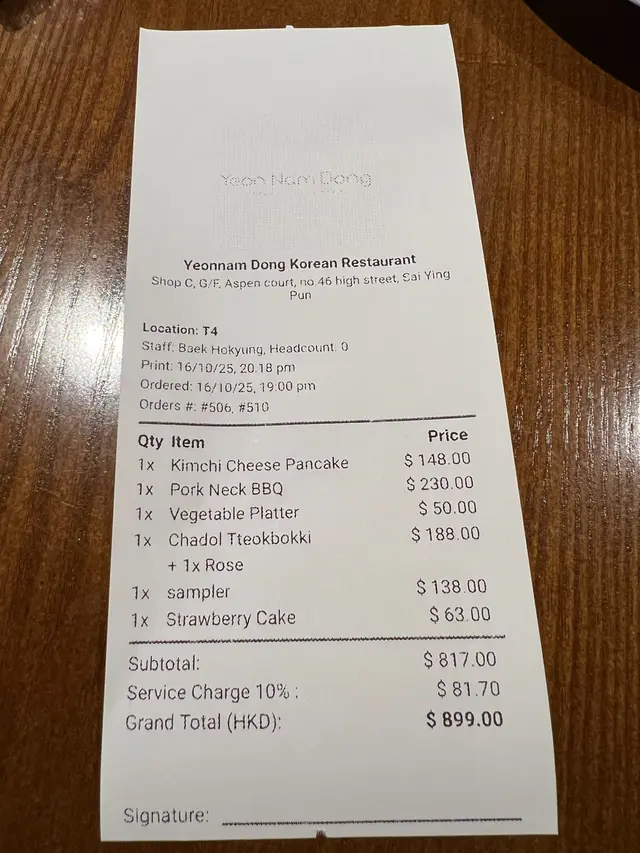 Yeon Nam Dong
Yeonnam Dong Korean Restaurant
Shop C, G/F, Aspen court, no.46 high street, Sai Ying
Pun
Location: T4
Staff: Baek Hokyung, Headcount: 0
Print: 16/10/25, 20:18 pm
Ordered: 16/10/25, 19:00 pm
Orders #: #506, #510
Qty Item Price
1x Kimchi Cheese Pancake $ 148.00
1x Pork Neck BBQ $ 230.00
1x Vegetable Platter $ 50.00
1x Chadol Tteokbokki $ 188.00
+ 1x Rose
1x sampler $ 138.00
1x Strawberry Cake $ 63.00
Subtotal: $ 817.00
Service Charge 10% : $ 81.70
Grand Total (HKD): $ 899.00
Signature: